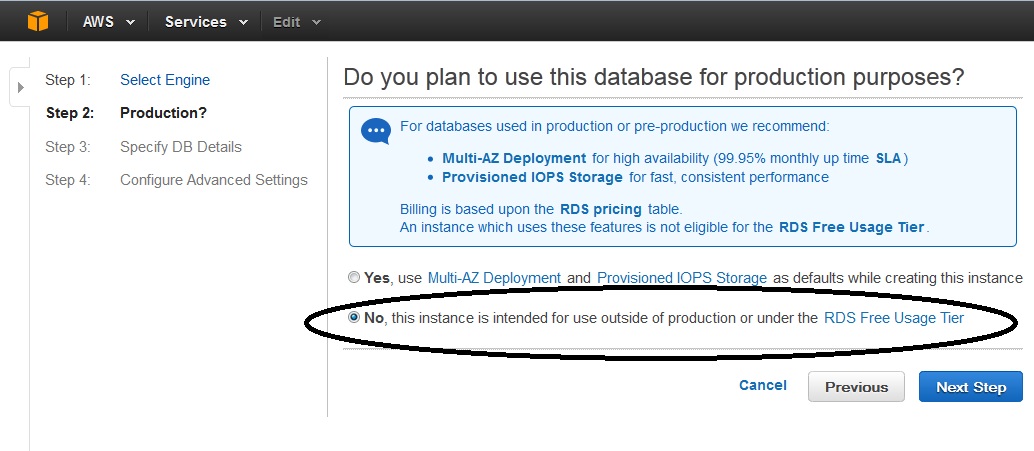 AWS Services Edit
Step 1: Select Engine
Step 2: Production?
Step 3: Specify DB Details
Step 4: Configure Advanced Settings
Do you plan to use this database for production purposes?
For databases used in production or pre-production we recommend:
• Multi-AZ Deployment for high availability (99.95% monthly up time SLA)
• Provisioned IOPS Storage for fast, consistent performance
Billing is based upon the RDS pricing table.
An instance which uses these features is not eligible for the RDS Free Usage Tier.
Yes, use Multi-AZ Deployment and Provisioned IOPS Storage as defaults while creating this instance
No, this instance is intended for use outside of production or under the RDS Free Usage Tier
Cancel Previous Next Step